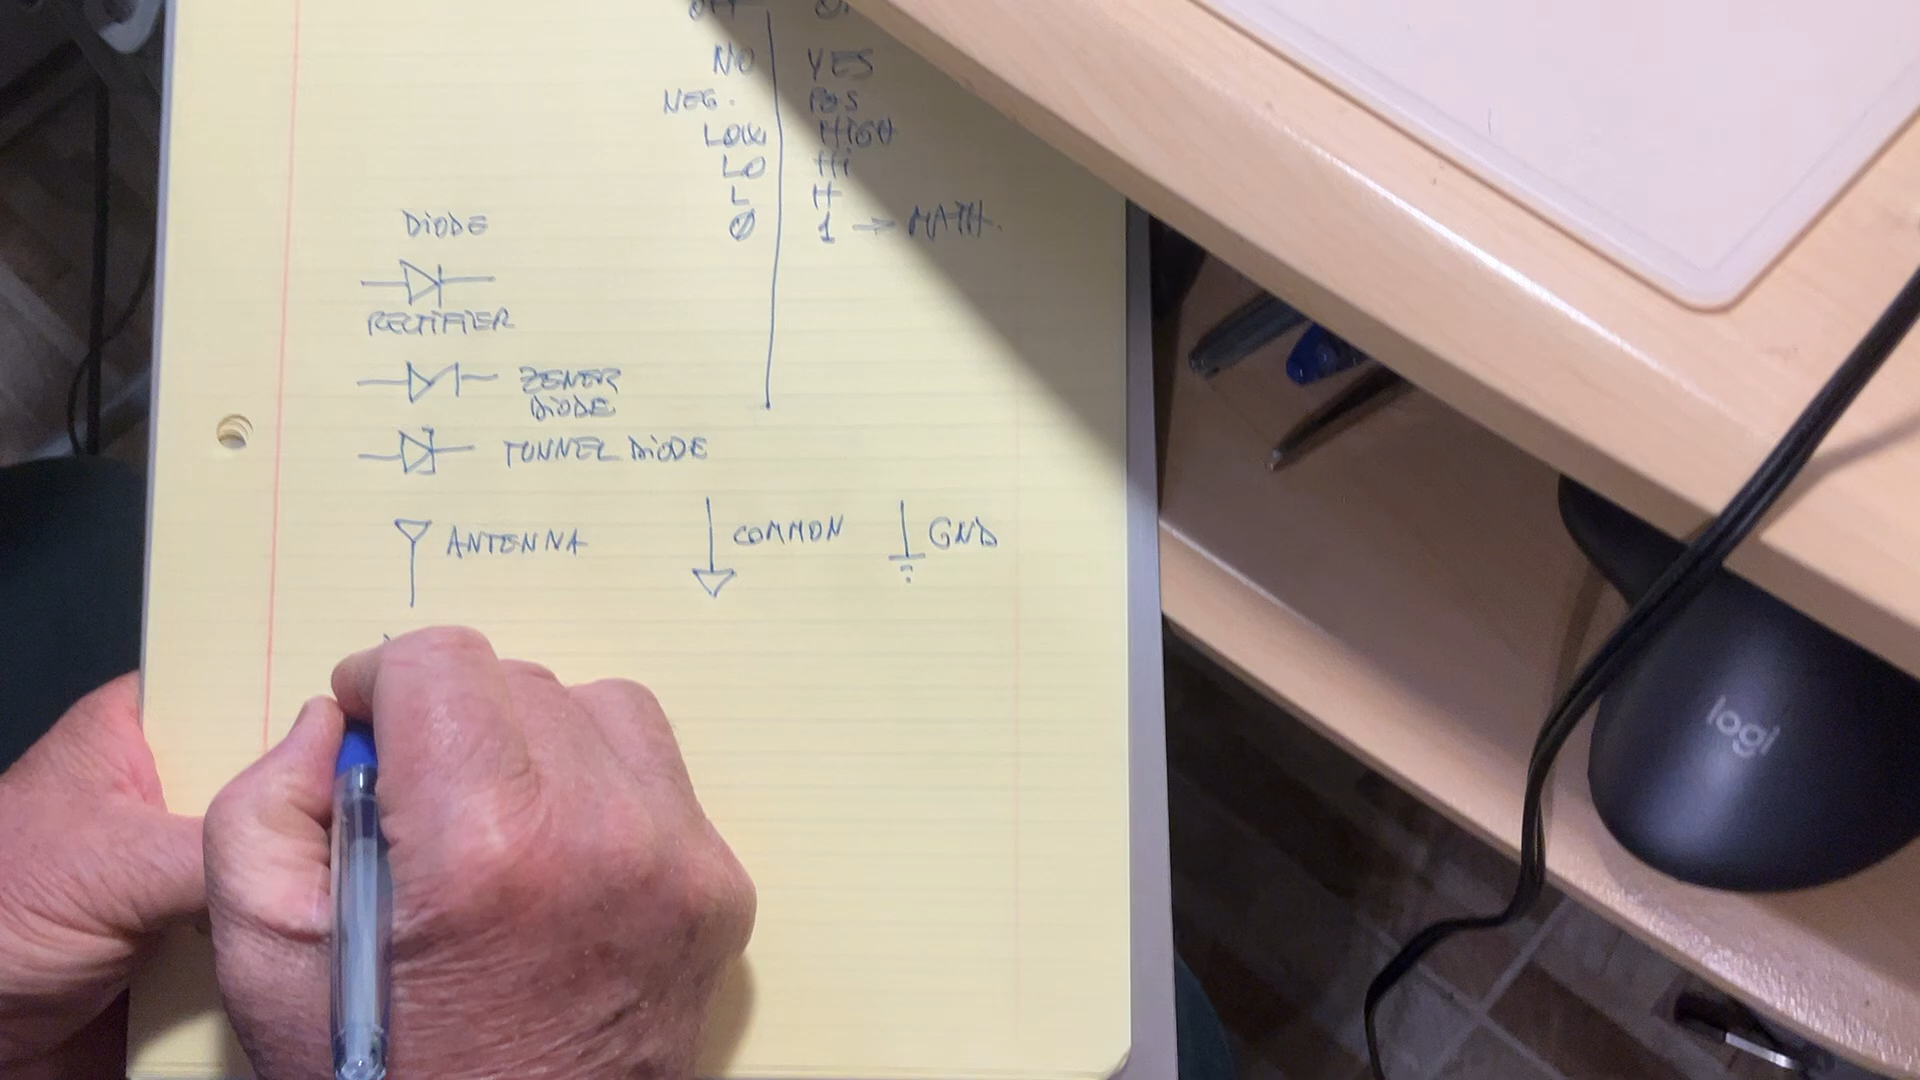 NO YES
NEG. POS
LOW HIGH
LO Hi
L H
DiODE
0 1 → MATH.
RECTiFiER
ZENER
DiODE
TUNNEL DiODE
ANTENNA
COMMON
GND
logi